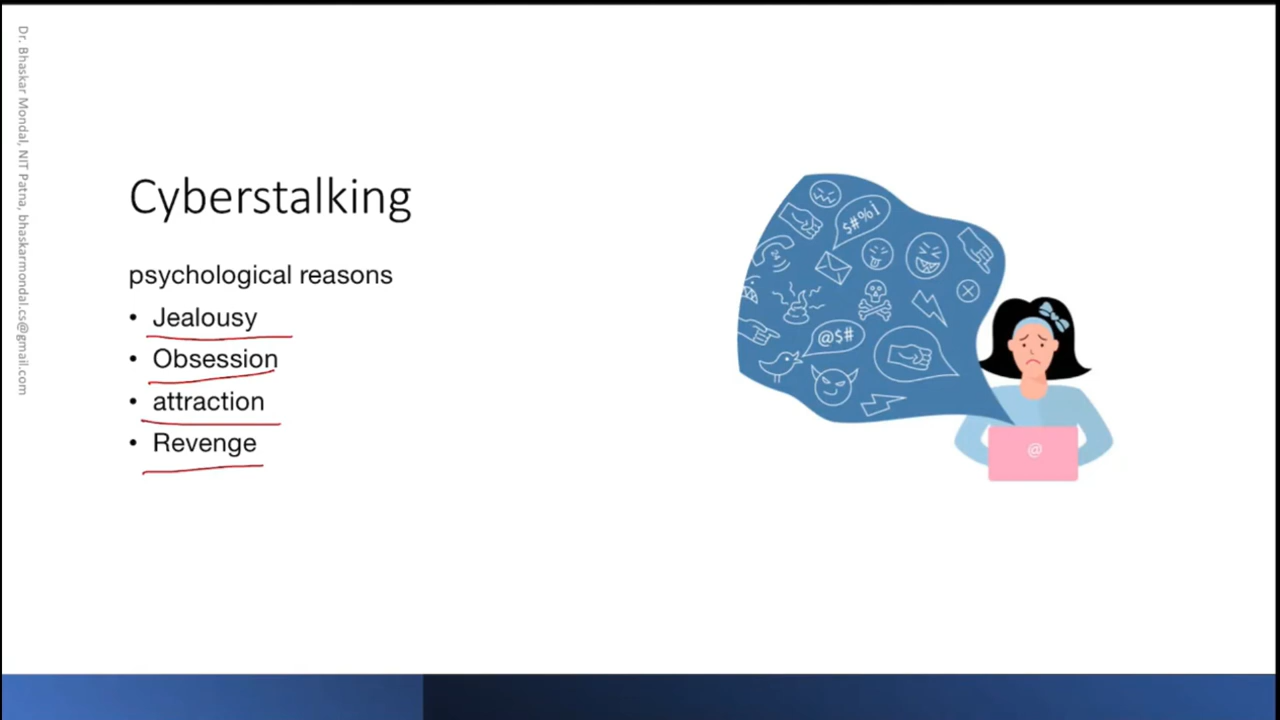 Dr. Bhaskar Mondal, NIT Patna, bhaskarmondal.cs@gmail.com
Cyberstalking
psychological reasons
• Jealousy
• Obsession
• attraction
• Revenge
$#%!
@$#
@